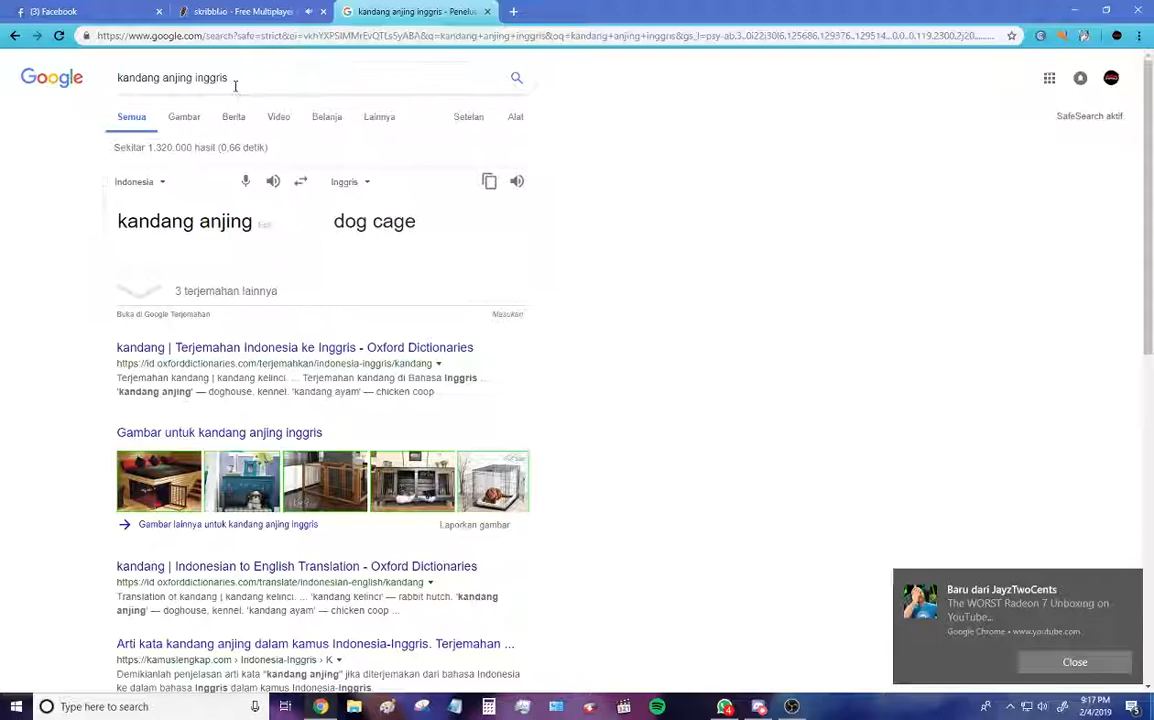 Facebook
skribblio - Free Multiplaye
kandang anjing inggris - Penelus
https://www.google.com/search?safe=strict&ei=vkhYXPSIMMrEvQTLs5yABA&q=kandang+anjing+inggris&oq=kandang+anjing+inggris&gs_l=psy-ab.3..0i22i30l6.125686.129376..129514...0.0..0.119.2300.2j20......
Google
kandang anjing inggris
Semua
Gambar
Berita
Video
Belanja
Lainnya
Setelan
Alat
SafeSearch aktif
Sekitar 1.320.000 hasil (0,66 detik)
Indonesia
Inggris
kandang anjing
Edit
dog cage
3 terjemahan lainnya
Buka di Google Terjemahan
Masukan
kandang | Terjemahan Indonesia ke Inggris - Oxford Dictionaries
https://id.oxforddictionaries.com/terjemahkan/indonesia-inggris/kandang
Terjemahan kandang | kandang kelinci. ... Terjemahan kandang di Bahasa Inggris ...
'kandang anjing' — doghouse, kennel. 'kandang ayam' — chicken coop
Gambar untuk kandang anjing inggris
Gambar lainnya untuk kandang anjing inggris
Laporkan gambar
kandang | Indonesian to English Translation - Oxford Dictionaries
https://id.oxforddictionaries.com/translate/indonesian-english/kandang
Translation of kandang | kandang kelinci. ... 'kandang kelinci' — rabbit hutch. 'kandang
anjing' — doghouse, kennel. 'kandang ayam' — chicken coop ...
Arti kata kandang anjing dalam kamus Indonesia-Inggris. Terjemahan ...
https://kamuslengkap.com › Indonesia-Inggris › K
Demikianlah penjelasan arti kata "kandang anjing" jika diterjemahkan dari bahasa Indonesia
ke dalam bahasa Inggris dalam kamus Indonesia-Inggris.
Baru dari JayzTwoCents
The WORST Radeon 7 Unboxing on
YouTube...
Google Chrome • www.youtube.com
Close
Type here to search
9:17 PM
2/4/2019